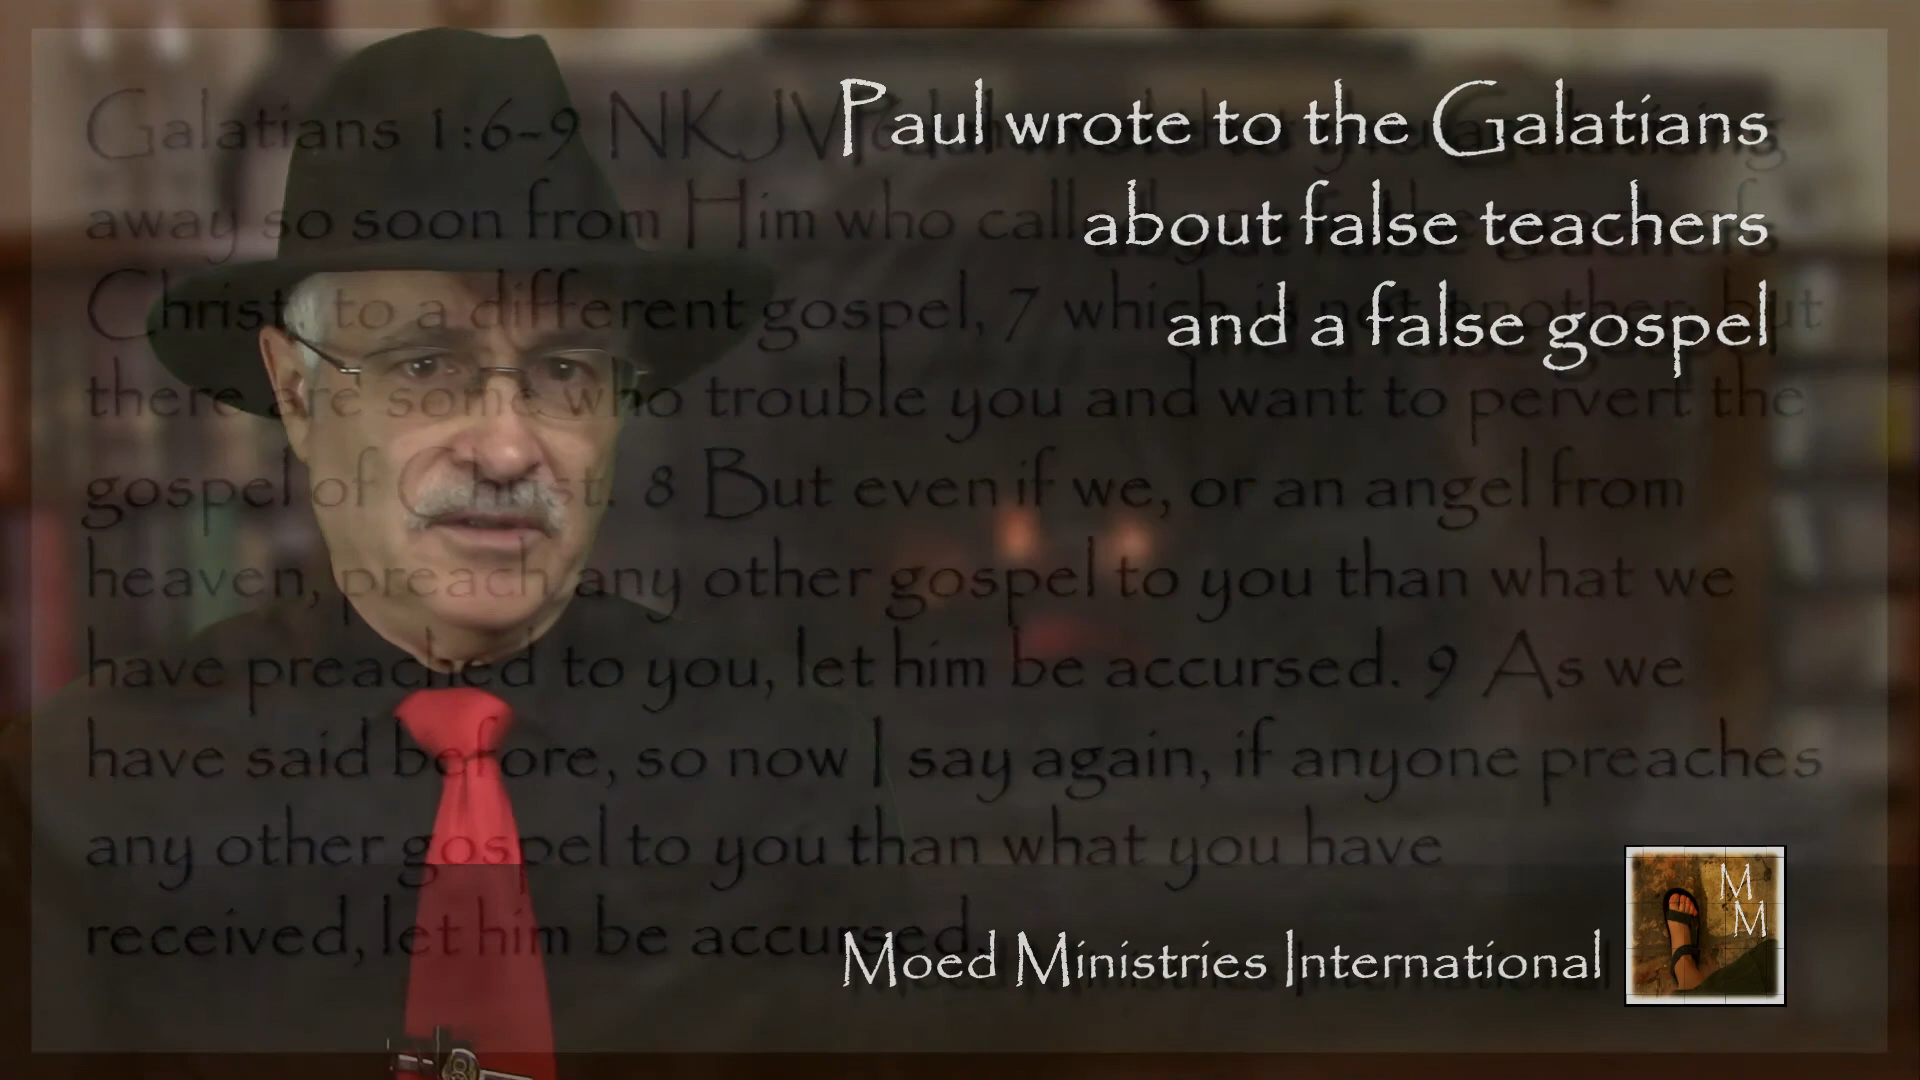 Paul wrote to the Galatians
about false teachers
and a false gospel
Galatians 1:6-9 NKJV
away so soon from Him who call
Christ, to a different gospel, 7 which is not another, but
there are some who trouble you and want to pervert the
gospel of Christ. 8 But even if we, or an angel from
heaven, preach any other gospel to you than what we
have preached to you, let him be accursed. 9 As we
have said before, so now I say again, if anyone preaches
any other gospel to you than what you have
received, let him be accursed.
Moed Ministries International
M
M